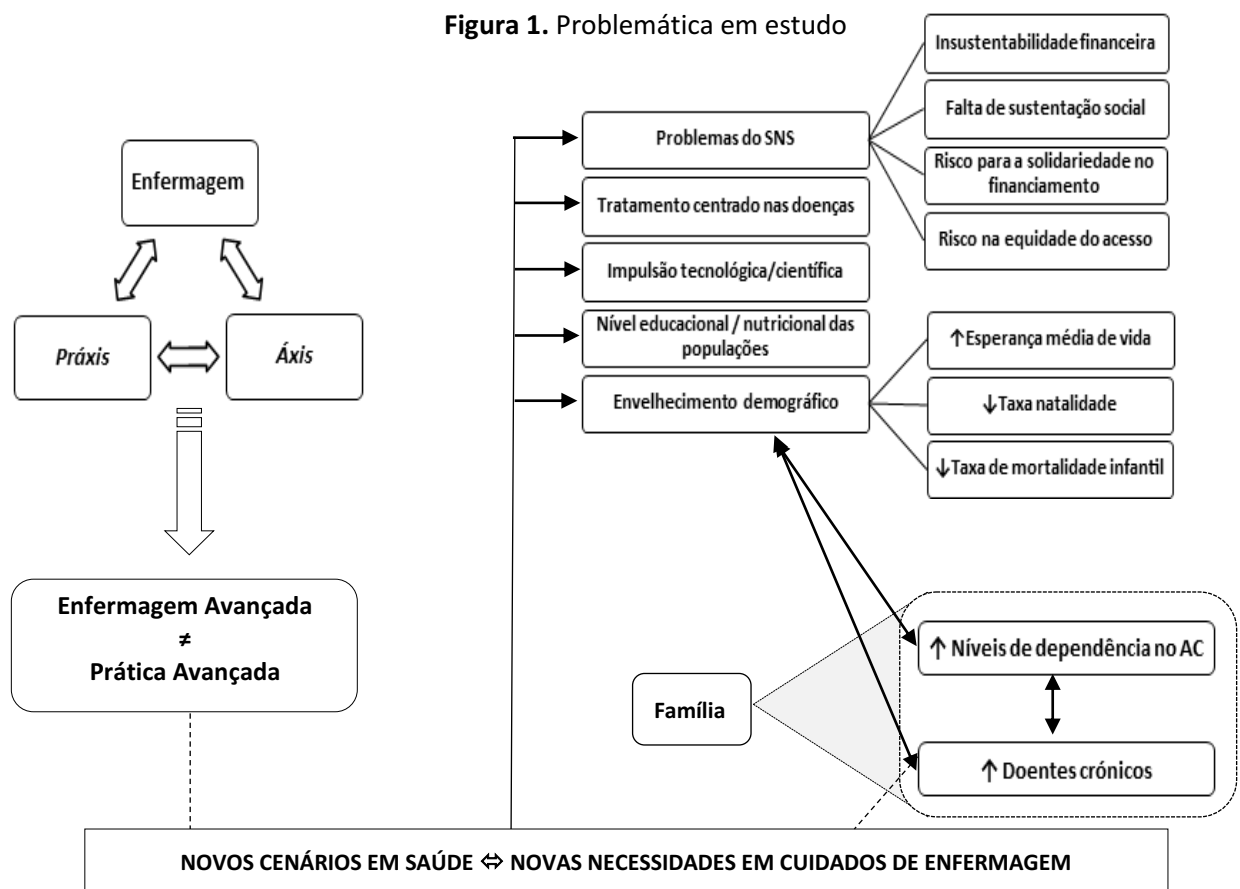 Figura 1. Problemática em estudo
Enfermagem
Práxis
Áxis
Enfermagem Avançada
≠
Prática Avançada
Problemas do SNS
Tratamento centrado nas doenças
Impulsão tecnológica/científica
Nível educacional / nutricional das
populações
Envelhecimento demográfico
Insustentabilidade financeira
Falta de sustentação social
Risco para a solidariedade no
financiamento
Risco na equidade do acesso
↑Esperança média de vida
↓Taxa natalidade
↓Taxa de mortalidade infantil
Família
↑ Níveis de dependência no AC
↑ Doentes crónicos
NOVOS CENÁRIOS EM SAÚDE ⇔ NOVAS NECESSIDADES EM CUIDADOS DE ENFERMAGEM